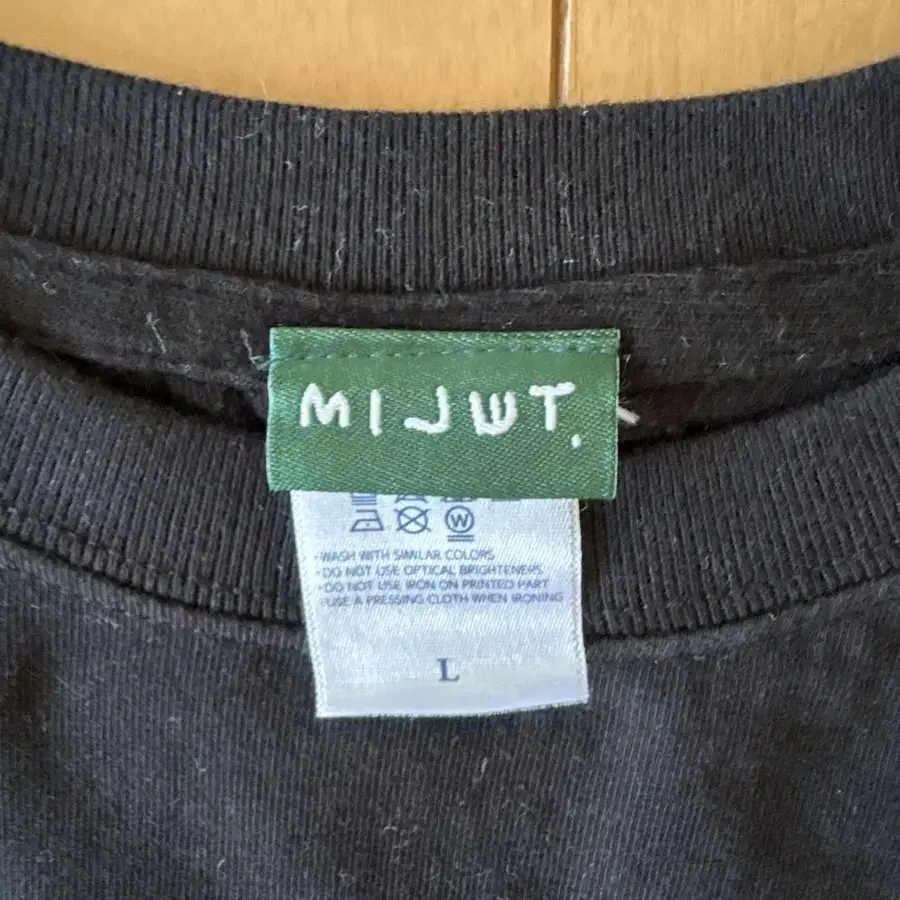 MIJWT.
W
•WASH WITH SIMILAR COLORS
•DO NOT USE OPTICAL BRIGHTENERS
•DO NOT USE IRON ON PRINTED PART
•USE A PRESSING CLOTH WHEN IRONING
L